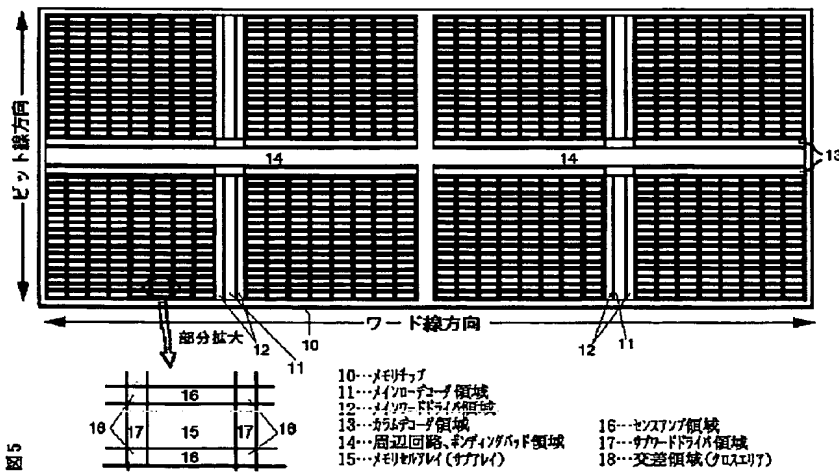 ビット線方向
14
14
13
ワード線方向
部分拡大
12
11
10
12
11
16
18
17
15
17
18
16
図5
10…メモリチップ
11…メインローデコーダ領域
12…メインワードドライバ領域
13…カラムデコーダ領域
14…周辺回路、ボンディングパッド領域
15…メモリセルアレイ(サブアレイ)
16…センスアンプ領域
17…サブワードドライバ領域
18…交差領域(クロスエリア)